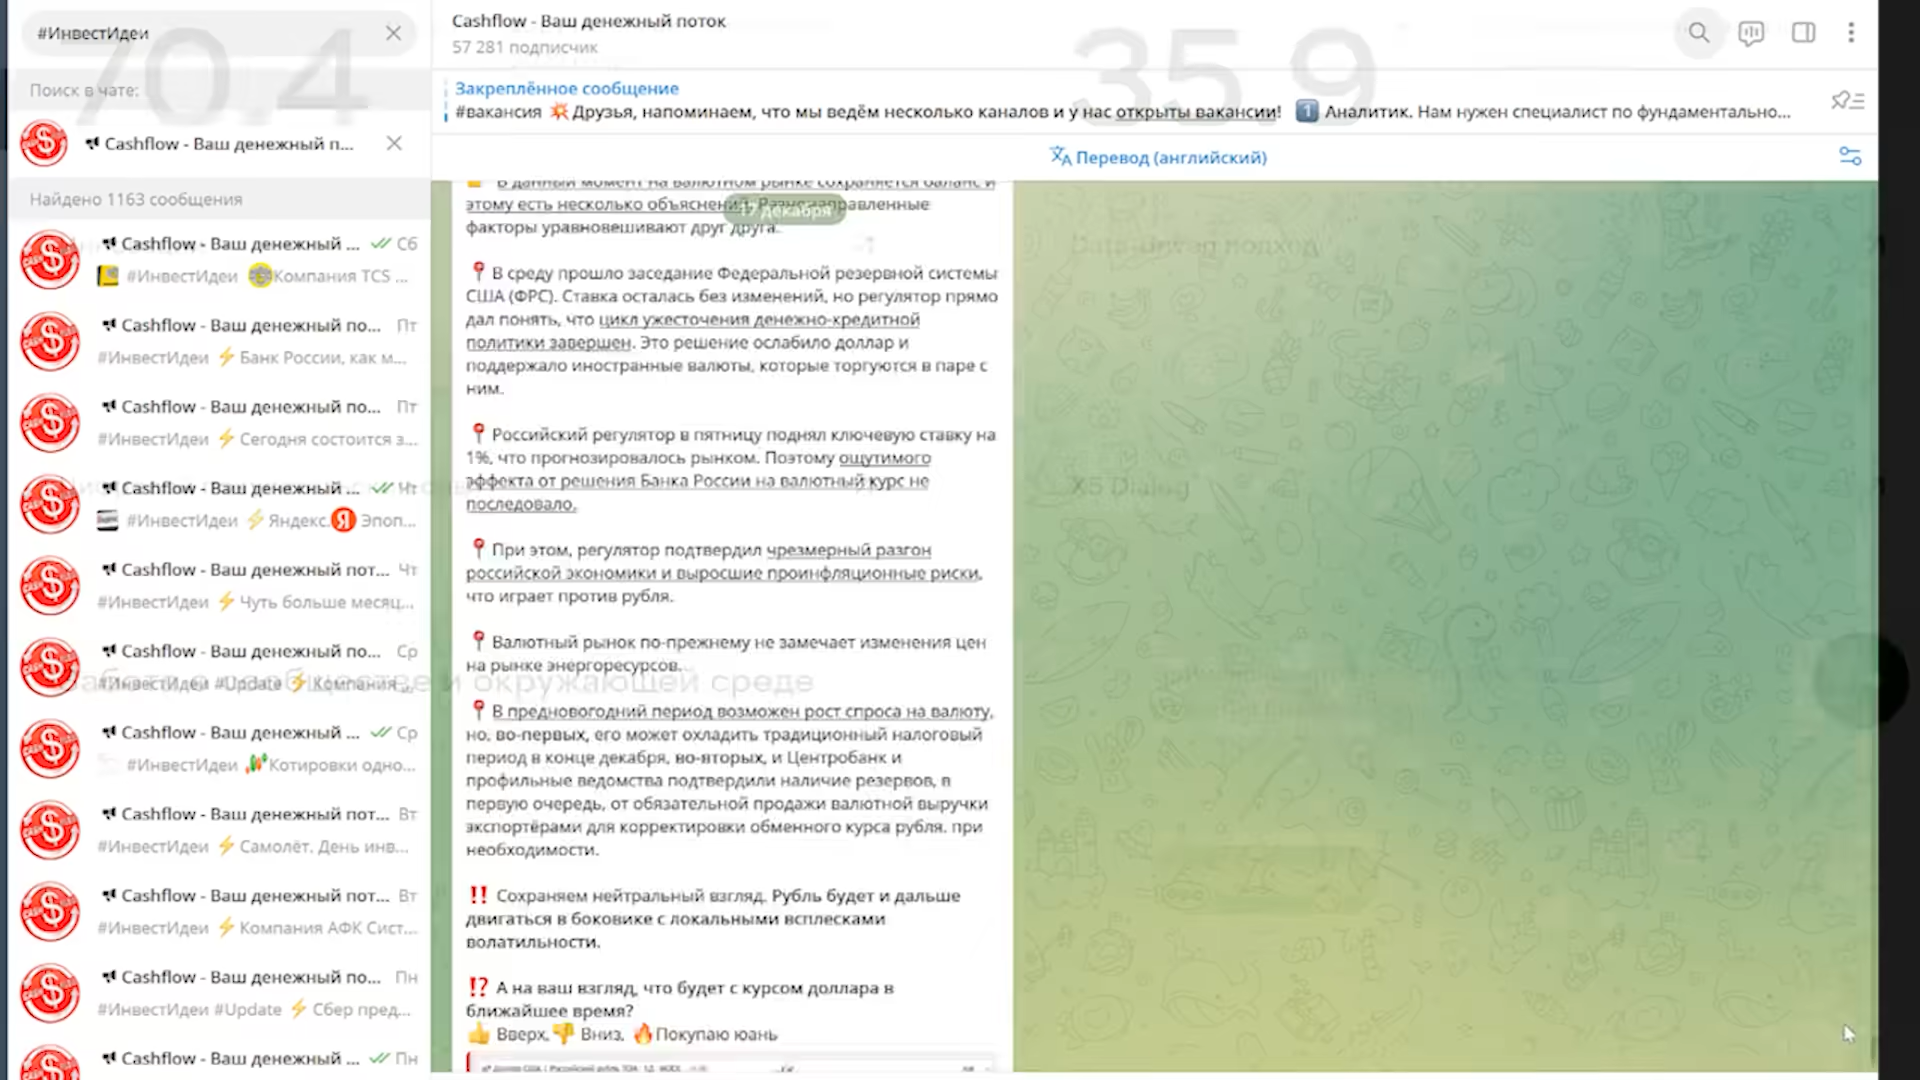 #ИнвестИдеи
Поиск в чате:
Cashflow - Ваш денежный п...
Найдено 1163 сообщения
Cashflow - Ваш денежный ... Сб
#ИнвестИдеи Компания TCS ...
Cashflow - Ваш денежный по... Пт
#ИнвестИдеи ⚡ Банк России, как м...
Cashflow - Ваш денежный по... Пт
#ИнвестИдеи ⚡ Сегодня состоится з...
Cashflow - Ваш денежный ... Чт
#ИнвестИдеи ⚡ Яндекс. Я Эпоп...
Cashflow - Ваш денежный пот... Чт
#ИнвестИдеи ⚡ Чуть больше месяц...
Cashflow - Ваш денежный по... Ср
#ИнвестИдеи #Update ⚡ Компания ...
Cashflow - Ваш денежный ... Ср
#ИнвестИдеи Котировки одно...
Cashflow - Ваш денежный пот... Вт
#ИнвестИдеи ⚡ Самолёт. День инв...
Cashflow - Ваш денежный пот... Вт
#ИнвестИдеи ⚡ Компания АФК Сист...
Cashflow - Ваш денежный по... Пн
#ИнвестИдеи #Update ⚡ Сбер пред...
Cashflow - Ваш денежный ... Пн
Cashflow - Ваш денежный поток
57 281 подписчик
Закреплённое сообщение
#вакансия 💥Друзья, напоминаем, что мы ведём несколько каналов и у нас открыты вакансии! 1️⃣ Аналитик. Нам нужен специалист по фундаментально...
Перевод (английский)
17 декабря
В данный момент на валютном рынке сохраняется баланс и
этому есть несколько объяснений. Разнонаправленные
факторы уравновешивают друг друга.
📍 В среду прошло заседание Федеральной резервной системы
США (ФРС). Ставка осталась без изменений, но регулятор прямо
дал понять, что цикл ужесточения денежно-кредитной
политики завершен. Это решение ослабило доллар и
поддержало иностранные валюты, которые торгуются в паре с
ним.
📍 Российский регулятор в пятницу поднял ключевую ставку на
1%, что прогнозировалось рынком. Поэтому ощутимого
эффекта от решения Банка России на валютный курс не
последовало.
📍 При этом, регулятор подтвердил чрезмерный разгон
российской экономики и выросшие проинфляционные риски,
что играет против рубля.
📍 Валютный рынок по-прежнему не замечает изменения цен
на рынке энергоресурсов.
📍 В предновогодний период возможен рост спроса на валюту,
но, во-первых, его может охладить традиционный налоговый
период в конце декабря, во-вторых, и Центробанк и
профильные ведомства подтвердили наличие резервов, в
первую очередь, от обязательной продажи валютной выручки
экспортёрами для корректировки обменного курса рубля. при
необходимости.
‼️ Сохраняем нейтральный взгляд. Рубль будет и дальше
двигаться в боковике с локальными всплесками
волатильности.
⁉️ А на ваш взгляд, что будет с курсом доллара в
ближайшее время?
👍 Вверх, 👎 Вниз, 🔥Покупаю юань
70.4
35 9
подход
X5 Dialog
и окружающей среде